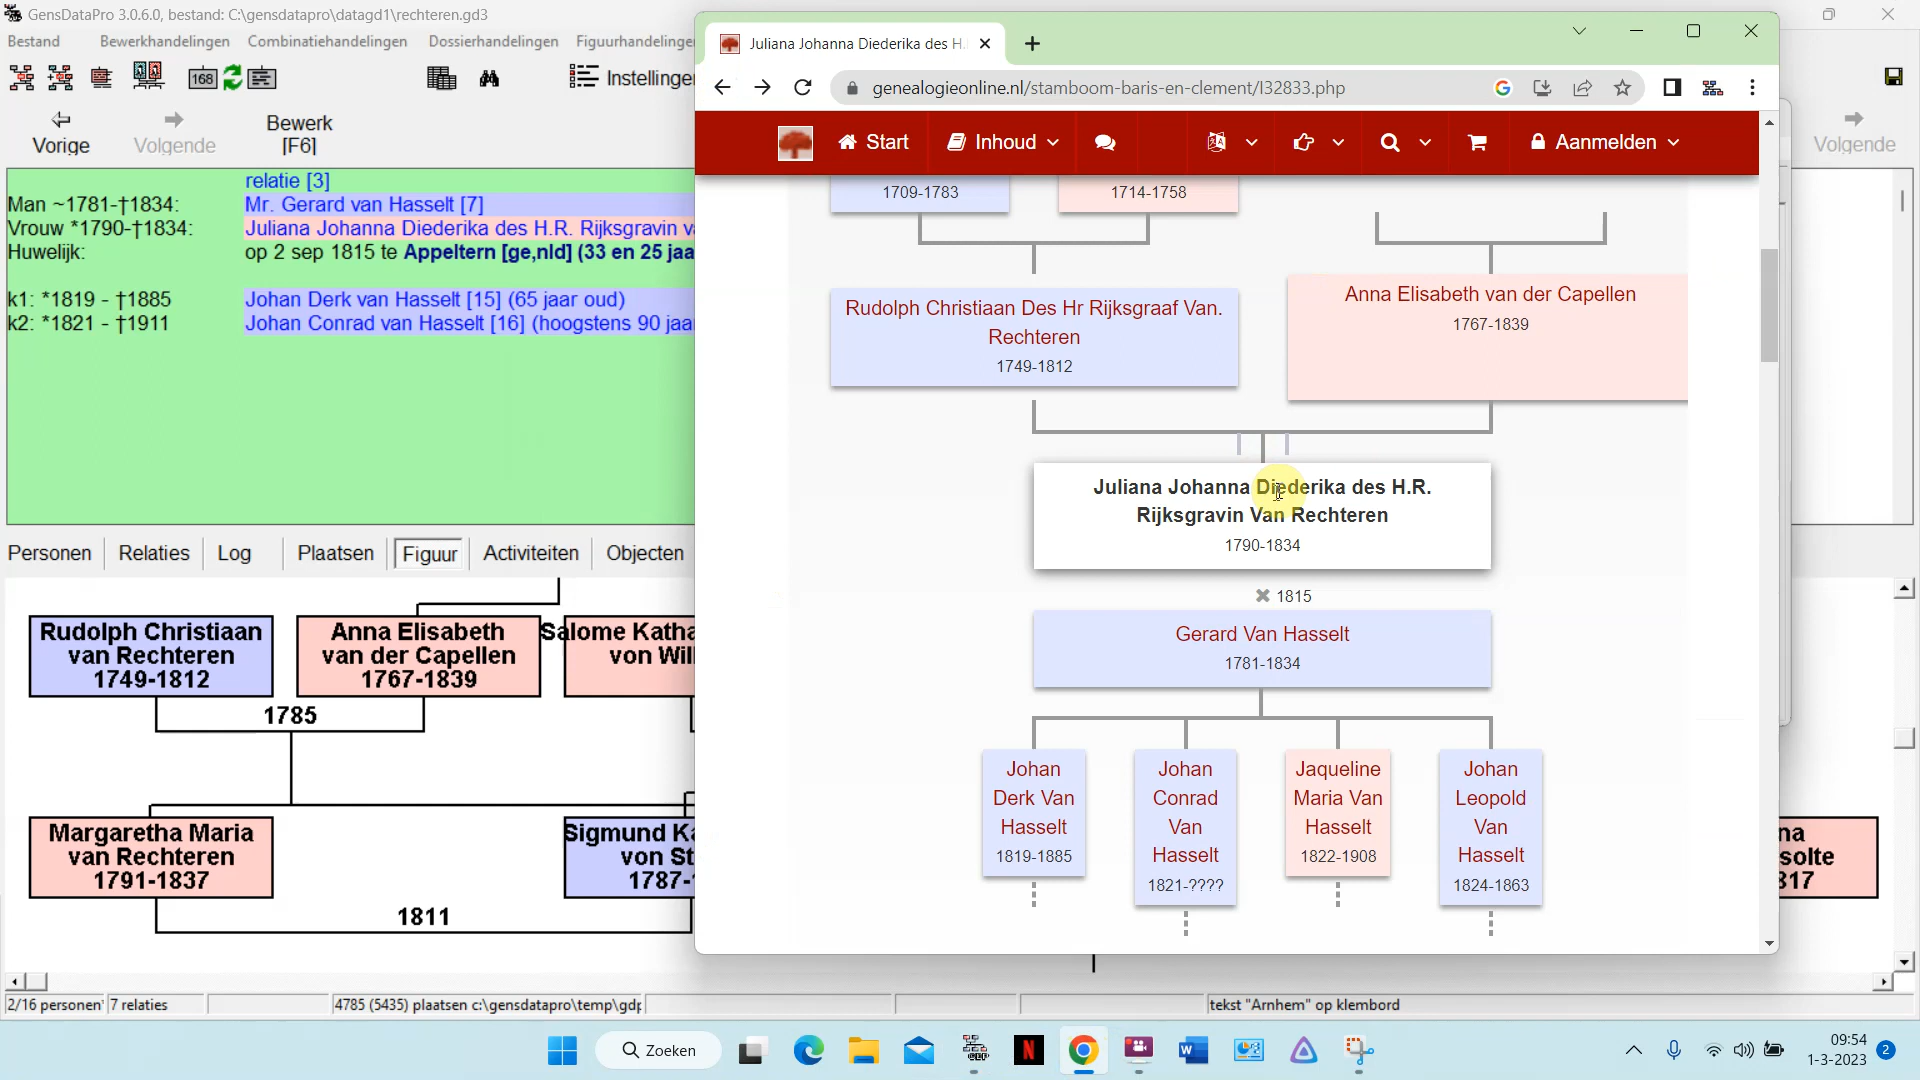 GensDataPro 3.0.6.0, bestand: C:\gensdatapro\datagd1\rechteren.gd3
Bestand Bewerkhandelingen Combinatiehandelingen Dossierhandelingen Figuurhandelingen
168
Instellingen
Vorige
Volgende
Bewerk
[F6]
relatie [3]
Man ~1781-†1834: Mr. Gerard van Hasselt [7]
Vrouw *1790-†1834: Juliana Johanna Diederika des H.R. Rijksgravin
Huwelijk: op 2 sep 1815 te Appeltern [ge,nld] (33 en 25 jaa
k1: *1819 - †1885 Johan Derk van Hasselt [15] (65 jaar oud)
k2: *1821 - †1911 Johan Conrad van Hasselt [16] (hoogstens 90 jaa
Personen Relaties Log Plaatsen Figuur Activiteiten Objecten
Rudolph Christiaan
van Rechteren
1749-1812
Anna Elisabeth
van der Capellen
1767-1839
Salome Katha
von Wil
1785
Margaretha Maria
van Rechteren
1791-1837
Sigmund Ka
von St
1787-
1811
na
solte
317
2/16 personen
7 relaties
4785 (5435) plaatsen c:\gensdatapro\temp\gdp
tekst "Arnhem" op klembord
Volgende
Juliana Johanna Diederika des H.
genealogieonline.nl/stamboom-baris-en-clement/I32833.php
Start
Inhoud
Aanmelden
1709-1783
1714-1758
Rudolph Christiaan Des Hr Rijksgraaf Van.
Rechteren
1749-1812
Anna Elisabeth van der Capellen
1767-1839
Juliana Johanna Diederika des H.R.
Rijksgravin Van Rechteren
1790-1834
1815
Gerard Van Hasselt
1781-1834
Johan
Derk Van
Hasselt
1819-1885
Johan
Conrad
Van
Hasselt
1821-????
Jaqueline
Maria Van
Hasselt
1822-1908
Johan
Leopold
Van
Hasselt
1824-1863
Zoeken
09:54
1-3-2023
2